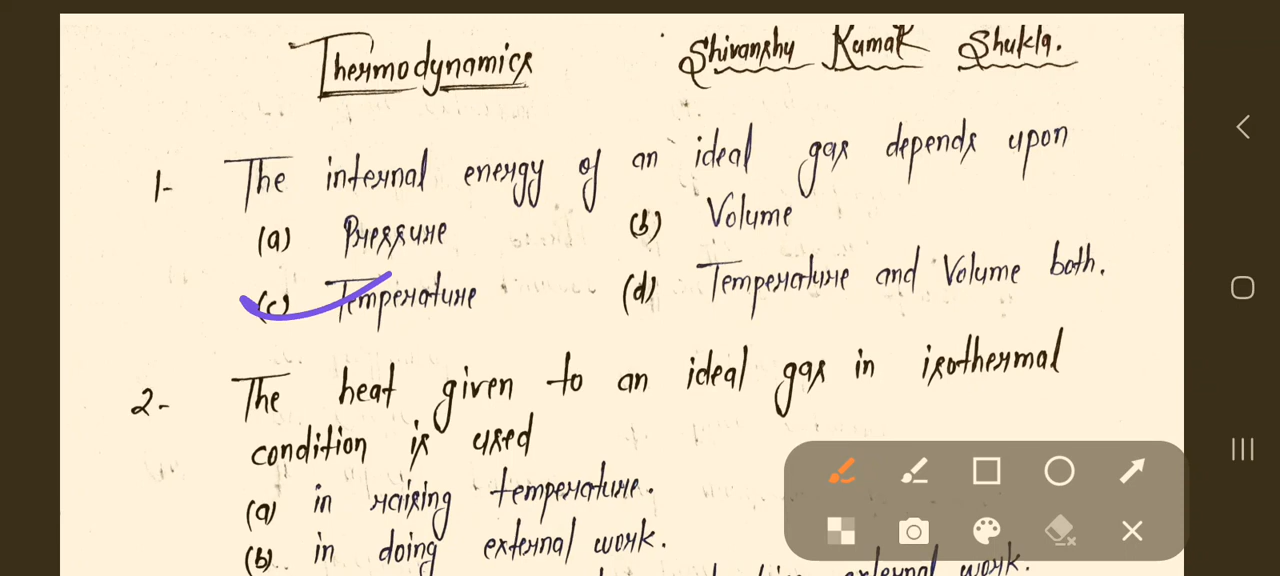 Thermodynamics Shivanshu Kumar Shukla.
1- The internal energy of an ideal gas depends upon
(a) Pressure (b) Volume
(c) Temperature (d) Temperature and Volume both.
2- The heat given to an ideal gas in isothermal
condition is used
(a) in raising temperature.
(b) in doing external work.
external work.